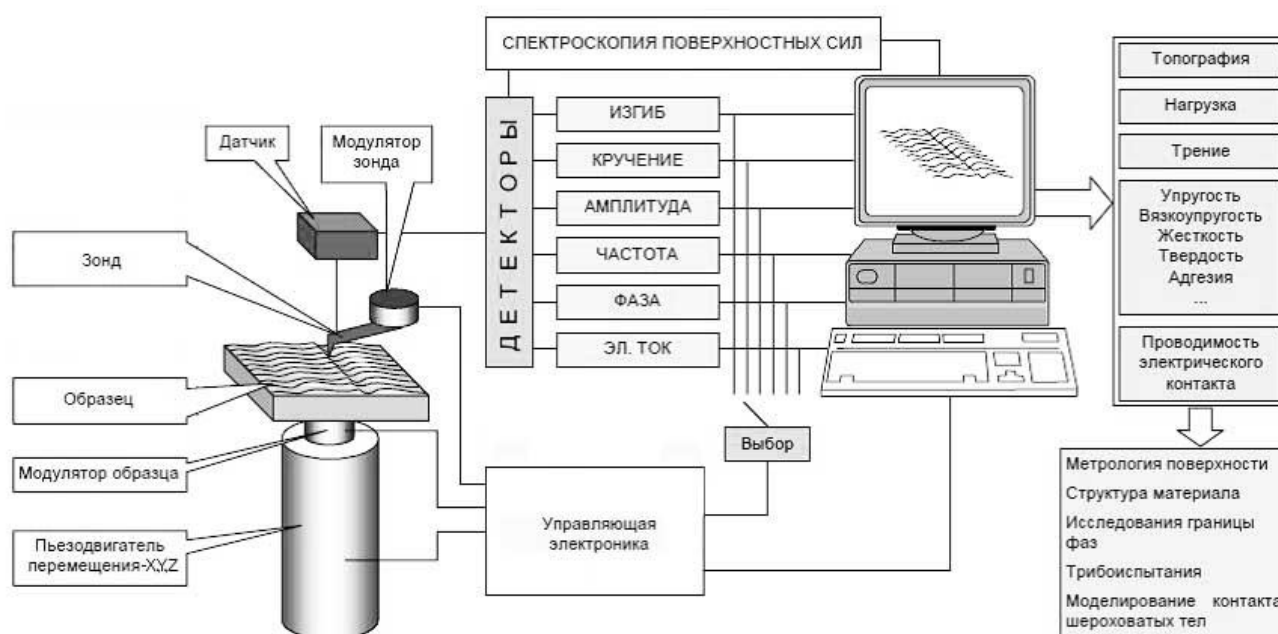 СПЕКТРОСКОПИЯ ПОВЕРХНОСТНЫХ СИЛ
Датчик
Модулятор
зонда
Зонд
Образец
Модулятор образца
Пьезодвигатель
перемещения-X,Y,Z
ДЕТЕКТОРЫ
ИЗГИБ
КРУЧЕНИЕ
АМПЛИТУДА
ЧАСТОТА
ФАЗА
ЭЛ. ТОК
Выбор
Управляющая
электроника
Топография
Нагрузка
Трение
Упругость
Вязкоупругость
Жесткость
Твердость
Адгезия
...
Проводимость
электрического
контакта
Метрология поверхности
Структура материала
Исследования границы
фаз
Трибоиспытания
Моделирование контакта
шероховатых тел